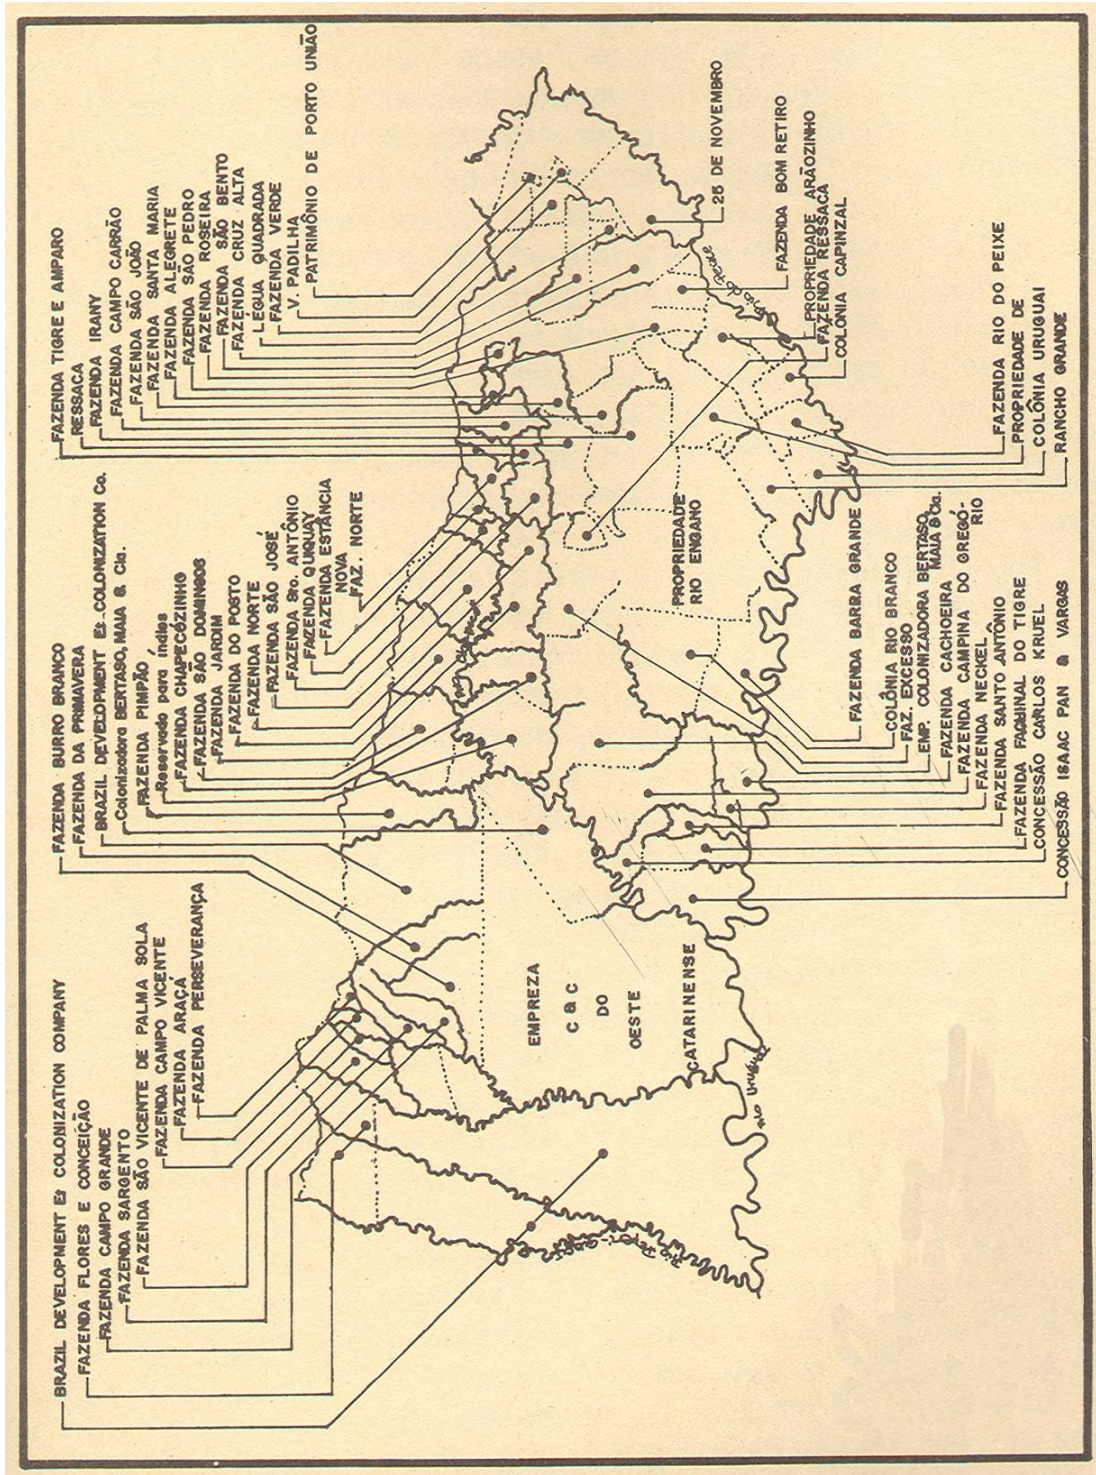 BRAZIL DEVELOPMENT Et COLONIZATION COMPANY
FAZENDA FLORES E CONCEIÇÃO
FAZENDA CAMPO GRANDE
FAZENDA SARGENTO
FAZENDA SÃO VICENTE DE PALMA SOLA
FAZENDA CAMPO VICENTE
FAZENDA ARAÇÁ
FAZENDA PERSEVERANÇA
FAZENDA BURRO BRANCO
FAZENDA DA PRIMAVERA
BRAZIL DEVELOPMENT Et COLONIZATION Co.
Colonizadora BERTASO, MAIA & Cia.
FAZENDA PIMPÃO
Reservado para índios
FAZENDA CHAPECÓZINHO
FAZENDA SÃO DOMINGOS
FAZENDA JARDIM
FAZENDA DO POSTO
FAZENDA NORTE
FAZENDA SÃO JOSÉ
FAZENDA Sto. ANTÔNIO
FAZENDA QUIGUAY
FAZENDA ESTÂNCIA
NOVA
FAZ. NORTE
FAZENDA TIGRE E AMPARO
RESSACA
FAZENDA IRANY
FAZENDA CAMPO CARRÃO
FAZENDA SÃO JOÃO
FAZENDA SANTA MARIA
FAZENDA ALEGRETE
FAZENDA SÃO PEDRO
FAZENDA ROSEIRA
FAZENDA SÃO BENTO
FAZENDA CRUZ ALTA
LÉGUA QUADRADA
FAZENDA VERDE
V. PADILHA
PATRIMÔNIO DE PORTO UNIÃO
EMPREZA
C & C
DO
OESTE
CATARINENSE
PROPRIEDADE
RIO ENGANO
Rio do Peixe
Rio Uruguai
25 DE NOVEMBRO
FAZENDA BOM RETIRO
PROPRIEDADE ARÃOZINHO
FAZENDA RESSACA
COLÔNIA CAPINZAL
FAZENDA RIO DO PEIXE
PROPRIEDADE DE
COLÔNIA URUGUAI
RANCHO GRANDE
FAZENDA BARRA GRANDE
COLÔNIA RIO BRANCO
FAZ. EXCESSO
EMP. COLONIZADORA BERTASO,
MAIA & Cia.
FAZENDA CACHOEIRA
FAZENDA CAMPINA DO GREGÓ-
RIO
FAZENDA NECKEL
FAZENDA SANTO ANTÔNIO
FAZENDA FACHINAL DO TIGRE
CONCESSÃO CARLOS KRUEL
CONCESSÃO ISAAC PAN & VARGAS